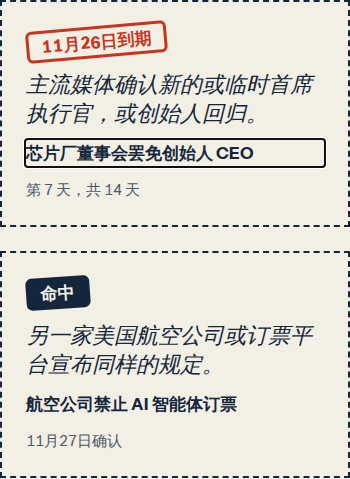 11月26日到期
主流媒体确认新的或临时首席
执行官，或创始人回归。
芯片厂董事会罢免创始人 CEO
第 7 天，共 14 天
命中
另一家美国航空公司或订票平
台宣布同样的规定。
航空公司禁止 AI 智能体订票
11月27日确认